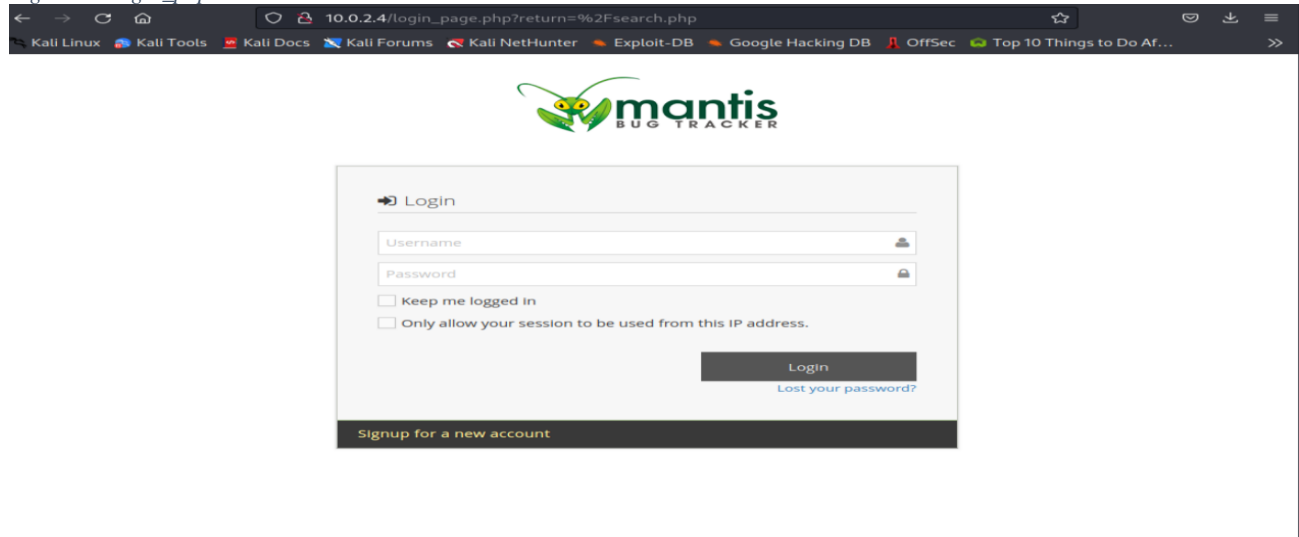 10.0.2.4/login_page.php?return=%2Fsearch.php
Kali Linux Kali Tools Kali Docs Kali Forums Kali NetHunter Exploit-DB Google Hacking DB OffSec Top 10 Things to Do Af...
mantis
BUG TRACKER
Login
Username
Password
Keep me logged in
Only allow your session to be used from this IP address.
Login
Lost your password?
Signup for a new account